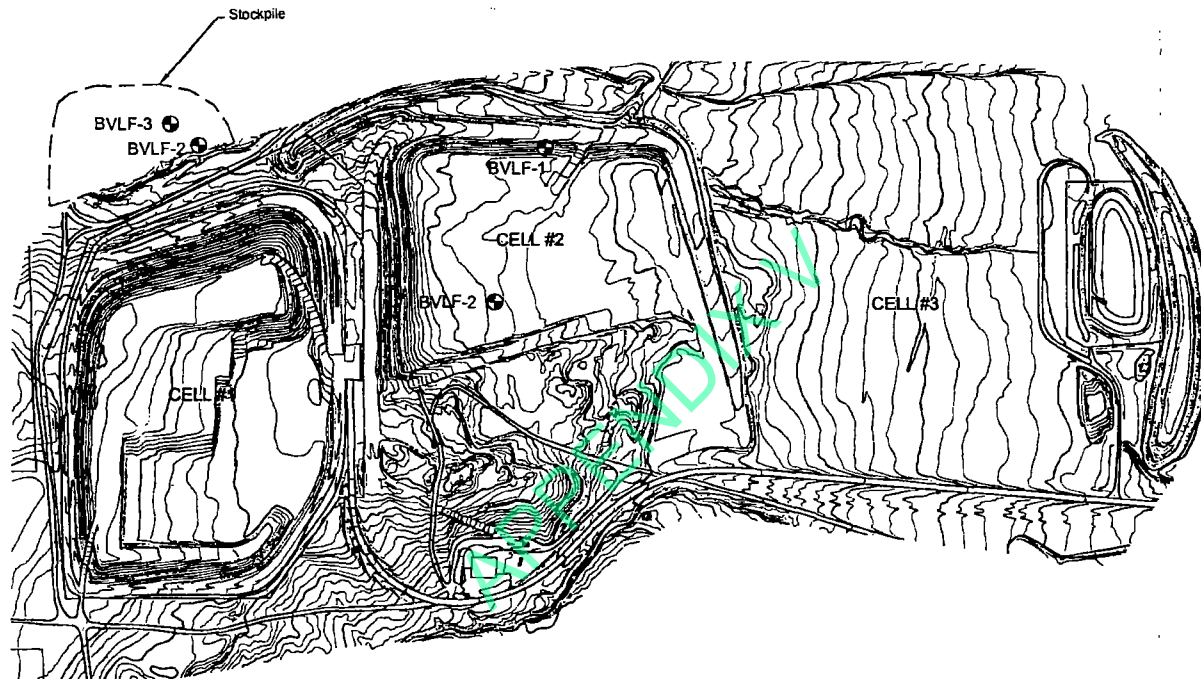 Stockpile
BVLF-3
BVLF-2
BVLF-1
CELL #2
BVLF-2
CELL #3
CELL #1
APPENDIX V